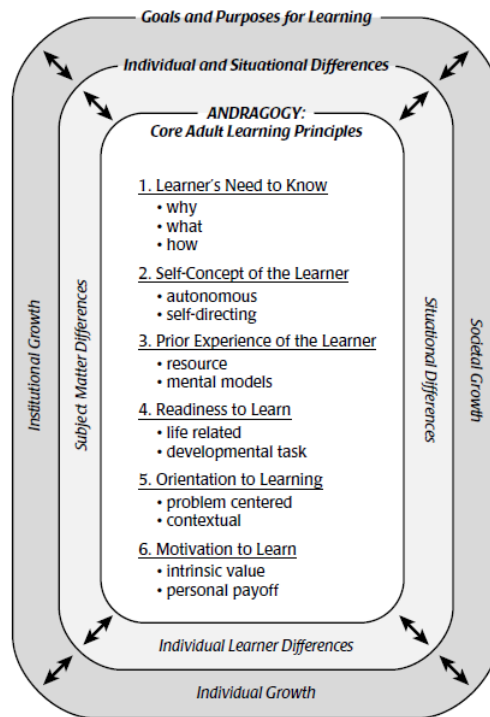 Goals and Purposes for Learning
Individual and Situational Differences
ANDRAGOGY:
Core Adult Learning Principles
1. Learner's Need to Know
• why
• what
• how
2. Self-Concept of the Learner
• autonomous
• self-directing
3. Prior Experience of the Learner
• resource
• mental models
4. Readiness to Learn
• life related
• developmental task
5. Orientation to Learning
• problem centered
• contextual
6. Motivation to Learn
• intrinsic value
• personal payoff
Institutional Growth
Subject Matter Differences
Situational Differences
Societal Growth
Individual Learner Differences
Individual Growth